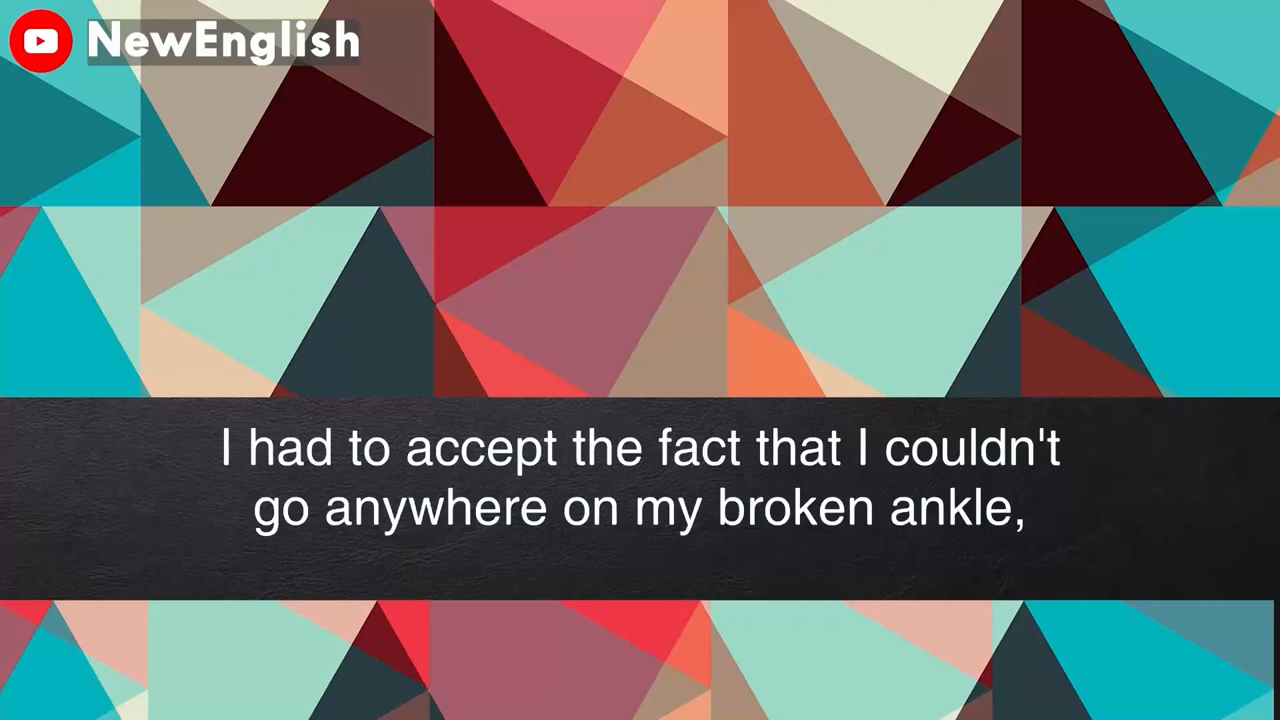 NewEnglish
I had to accept the fact that I couldn't
go anywhere on my broken ankle,